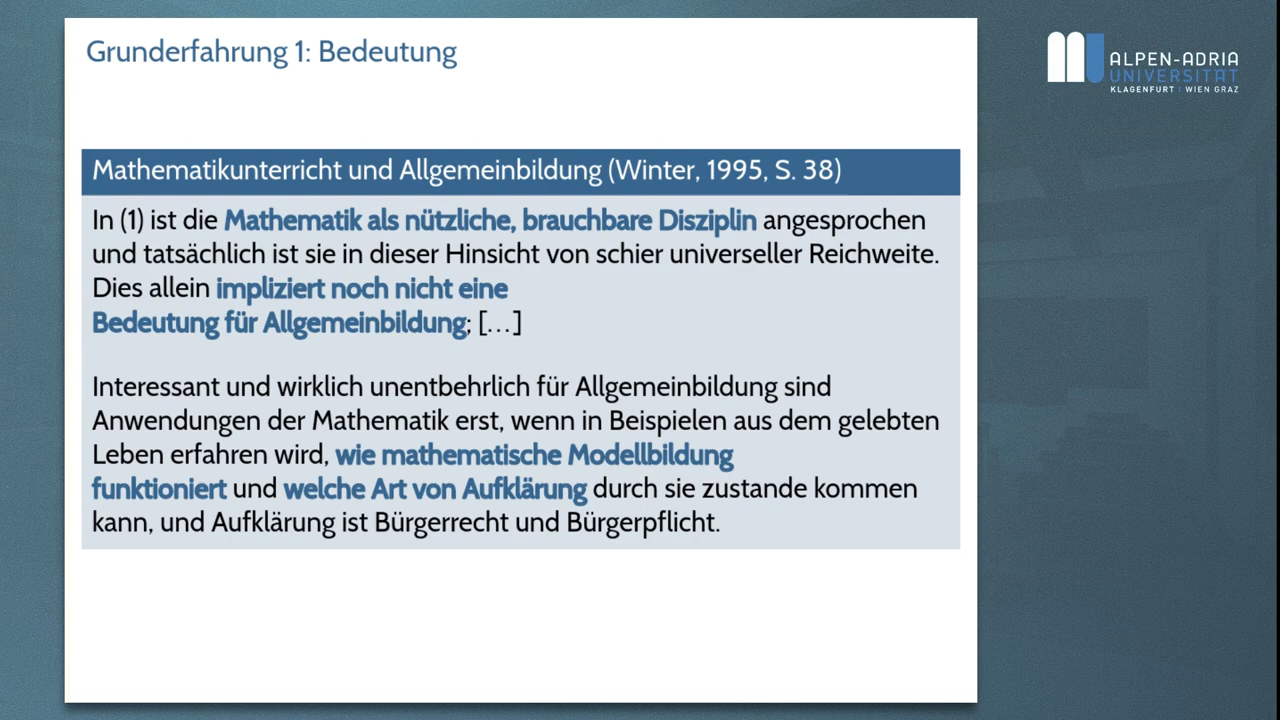 Grunderfahrung 1: Bedeutung
ALPEN-ADRIA
UNIVERSITÄT
KLAGENFURT | WIEN GRAZ
Mathematikunterricht und Allgemeinbildung (Winter, 1995, S. 38)
In (1) ist die Mathematik als nützliche, brauchbare Disziplin angesprochen
und tatsächlich ist sie in dieser Hinsicht von schier universeller Reichweite.
Dies allein impliziert noch nicht eine
Bedeutung für Allgemeinbildung; […]
Interessant und wirklich unentbehrlich für Allgemeinbildung sind
Anwendungen der Mathematik erst, wenn in Beispielen aus dem gelebten
Leben erfahren wird, wie mathematische Modellbildung
funktioniert und welche Art von Aufklärung durch sie zustande kommen
kann, und Aufklärung ist Bürgerrecht und Bürgerpflicht.